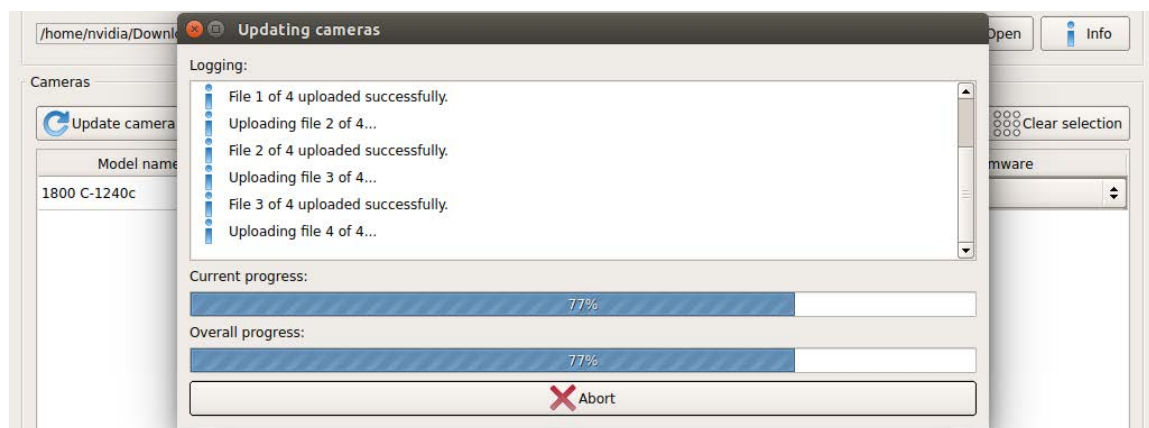 /home/nvidia/Downl
Updating cameras
Open
Info
Logging:
Cameras
File 1 of 4 uploaded successfully.
Uploading file 2 of 4...
File 2 of 4 uploaded successfully.
Uploading file 3 of 4...
File 3 of 4 uploaded successfully.
Uploading file 4 of 4...
Update camera
Clear selection
Model name
mware
1800 C-1240c
Current progress:
77%
Overall progress:
77%
Abort